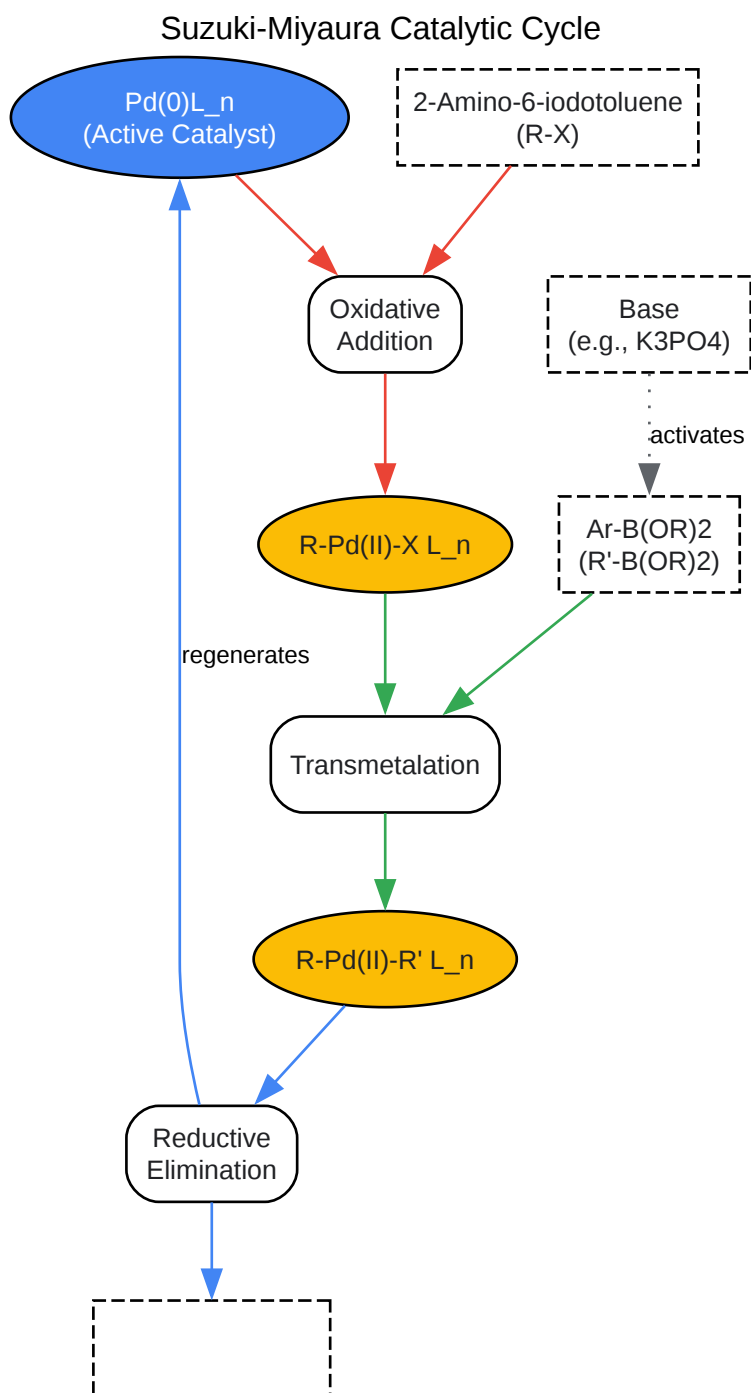 Suzuki-Miyaura Catalytic Cycle
Pd(0)L_n
(Active Catalyst)
2-Amino-6-iodotoluene
(R-X)
Oxidative
Addition
Base
(e.g., K3PO4)
activates
R-Pd(II)-X L_n
Ar-B(OR)2
(R'-B(OR)2)
regenerates
Transmetalation
R-Pd(II)-R' L_n
Reductive
Elimination